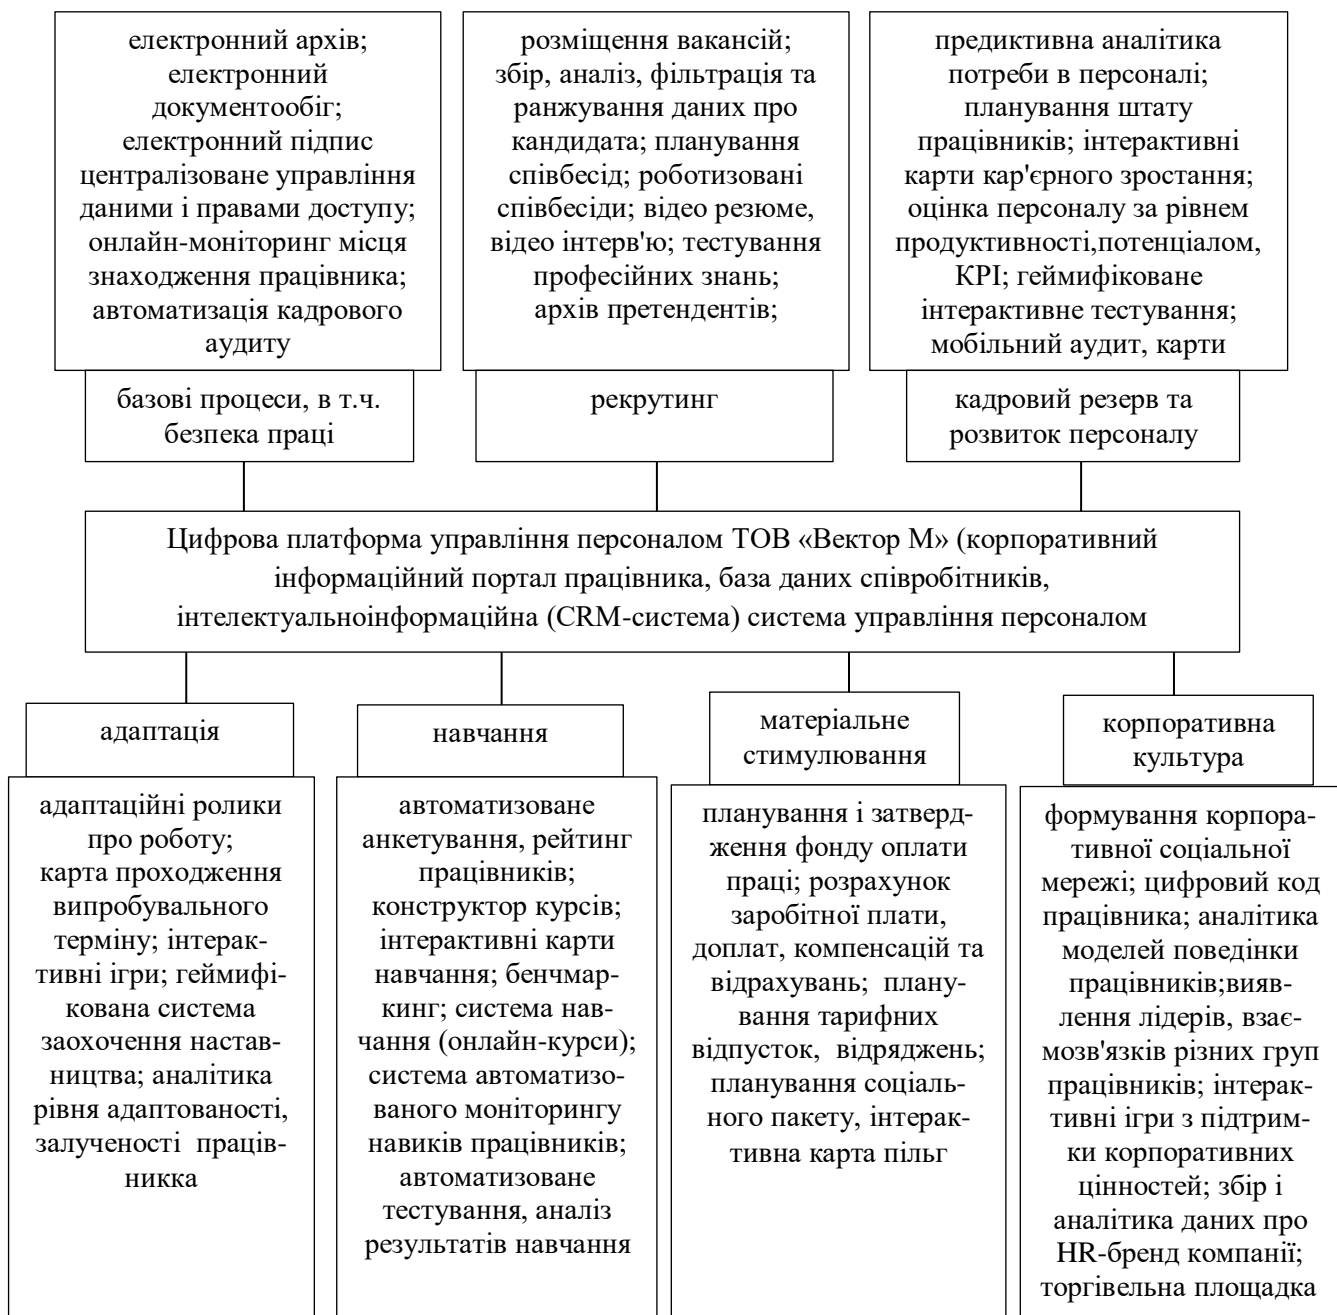 електронний архів;
електронний
документообіг;
електронний підпис
централізоване управління
даними і правами доступу;
онлайн-моніторинг місця
знаходження працівника;
автоматизація кадрового
аудиту
базові процеси, в т.ч.
безпека праці
розміщення вакансій;
збір, аналіз, фільтрація та
ранжування даних про
кандидата; планування
співбесід; роботизовані
співбесіди; відео резюме,
відео інтерв'ю; тестування
професійних знань;
архів претендентів;
рекрутинг
предиктивна аналітика
потреби в персоналі;
планування штату
працівників; інтерактивні
карти кар'єрного зростання;
оцінка персоналу за рівнем
продуктивності,потенціалом,
KPI; геймифіковане
інтерактивне тестування;
мобільний аудит, карти
кадровий резерв та
розвиток персоналу
Цифрова платформа управління персоналом ТОВ «Вектор М» (корпоративний
інформаційний портал працівника, база даних співробітників,
інтелектуальноінформаційна (CRM-система) система управління персоналом
адаптація
адаптаційні ролики
про роботу;
карта проходження
випробувального
терміну; інтерак-
тивні ігри; геймифі-
кована система
заохочення настав-
ництва; аналітика
рівня адаптованості,
залученості праців-
никка
навчання
автоматизоване
анкетування, рейтинг
працівників;
конструктор курсів;
інтерактивні карти
навчання; бенчмар-
кинг; система нав-
чання (онлайн-курси);
система автоматизо-
ваного моніторингу
навиків працівників;
автоматизоване
тестування, аналіз
результатів навчання
матеріальне
стимулювання
планування і затверд-
ження фонду оплати
праці; розрахунок
заробітної плати,
доплат, компенсацій та
відрахувань; плану-
вання тарифних
відпусток, відряджень;
планування соціаль-
ного пакету, інтерак-
тивна карта пільг
корпоративна
культура
формування корпора-
тивної соціальної
мережі; цифровий код
працівника; аналітика
моделей поведінки
працівників;вияв-
лення лідерів, взає-
мозв'язків різних груп
працівників; інтерак-
тивні ігри з підтрим-
ки корпоративних
цінностей; збір і
аналітика даних про
HR-бренд компанії;
торгівельна площадка